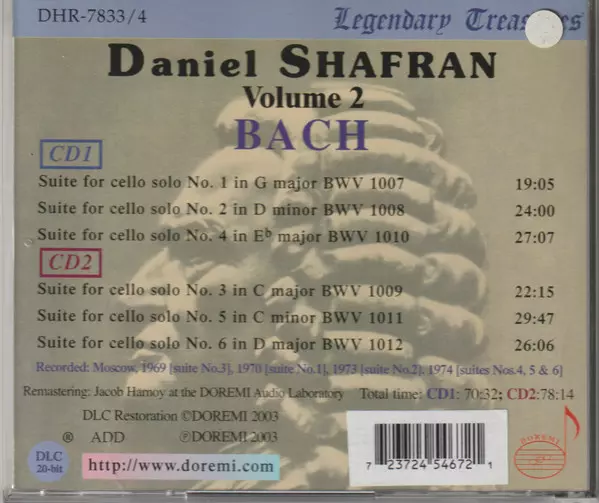 DHR-7833/4
Legendary Treasures
Daniel SHAFRAN
Volume 2
BACH
CD1
Suite for cello solo No. 1 in G major BWV 1007 19:05
Suite for cello solo No. 2 in D minor BWV 1008 24:00
Suite for cello solo No. 4 in E♭ major BWV 1010 27:07
CD2
Suite for cello solo No. 3 in C major BWV 1009 22:15
Suite for cello solo No. 5 in C minor BWV 1011 29:47
Suite for cello solo No. 6 in D major BWV 1012 26:06
Recorded: Moscow, 1969 [suite No.3], 1970 [suite No.1], 1973 [suite No.2], 1974 [suites Nos.4, 5 & 6]
Remastering: Jacob Harnoy at the DOREMI Audio Laboratory Total time: CD1: 70:32; CD2:78:14
DLC Restoration ©DOREMI 2003
® ADD ℗DOREMI 2003
DLC
20-bit
http://www.doremi.com
7 23724 54672 1
DOREMI